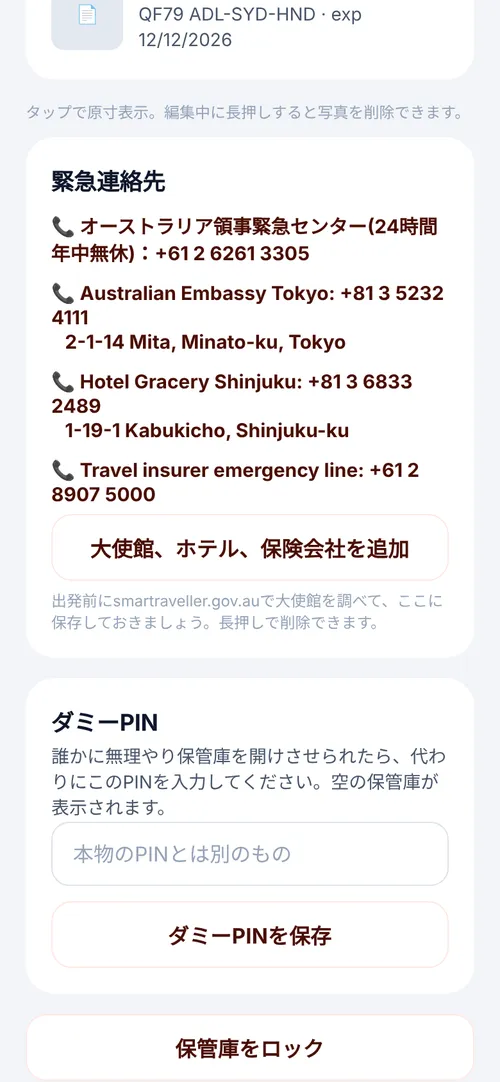 QF79 ADL-SYD-HND · exp
12/12/2026
タップで原寸表示。編集中に長押しすると写真を削除できます。
緊急連絡先
📞 オーストラリア領事緊急センター(24時間
年中無休)：+61 2 6261 3305
📞 Australian Embassy Tokyo: +81 3 5232
4111
2-1-14 Mita, Minato-ku, Tokyo
📞 Hotel Gracery Shinjuku: +81 3 6833
2489
1-19-1 Kabukicho, Shinjuku-ku
📞 Travel insurer emergency line: +61 2
8907 5000
大使館、ホテル、保険会社を追加
出発前にsmartraveller.gov.auで大使館を調べて、ここに
保存しておきましょう。長押しで削除できます。
ダミーPIN
誰かに無理やり保管庫を開けさせられたら、代わ
りにこのPINを入力してください。空の保管庫が
表示されます。
本物のPINとは別のもの
ダミーPINを保存
保管庫をロック